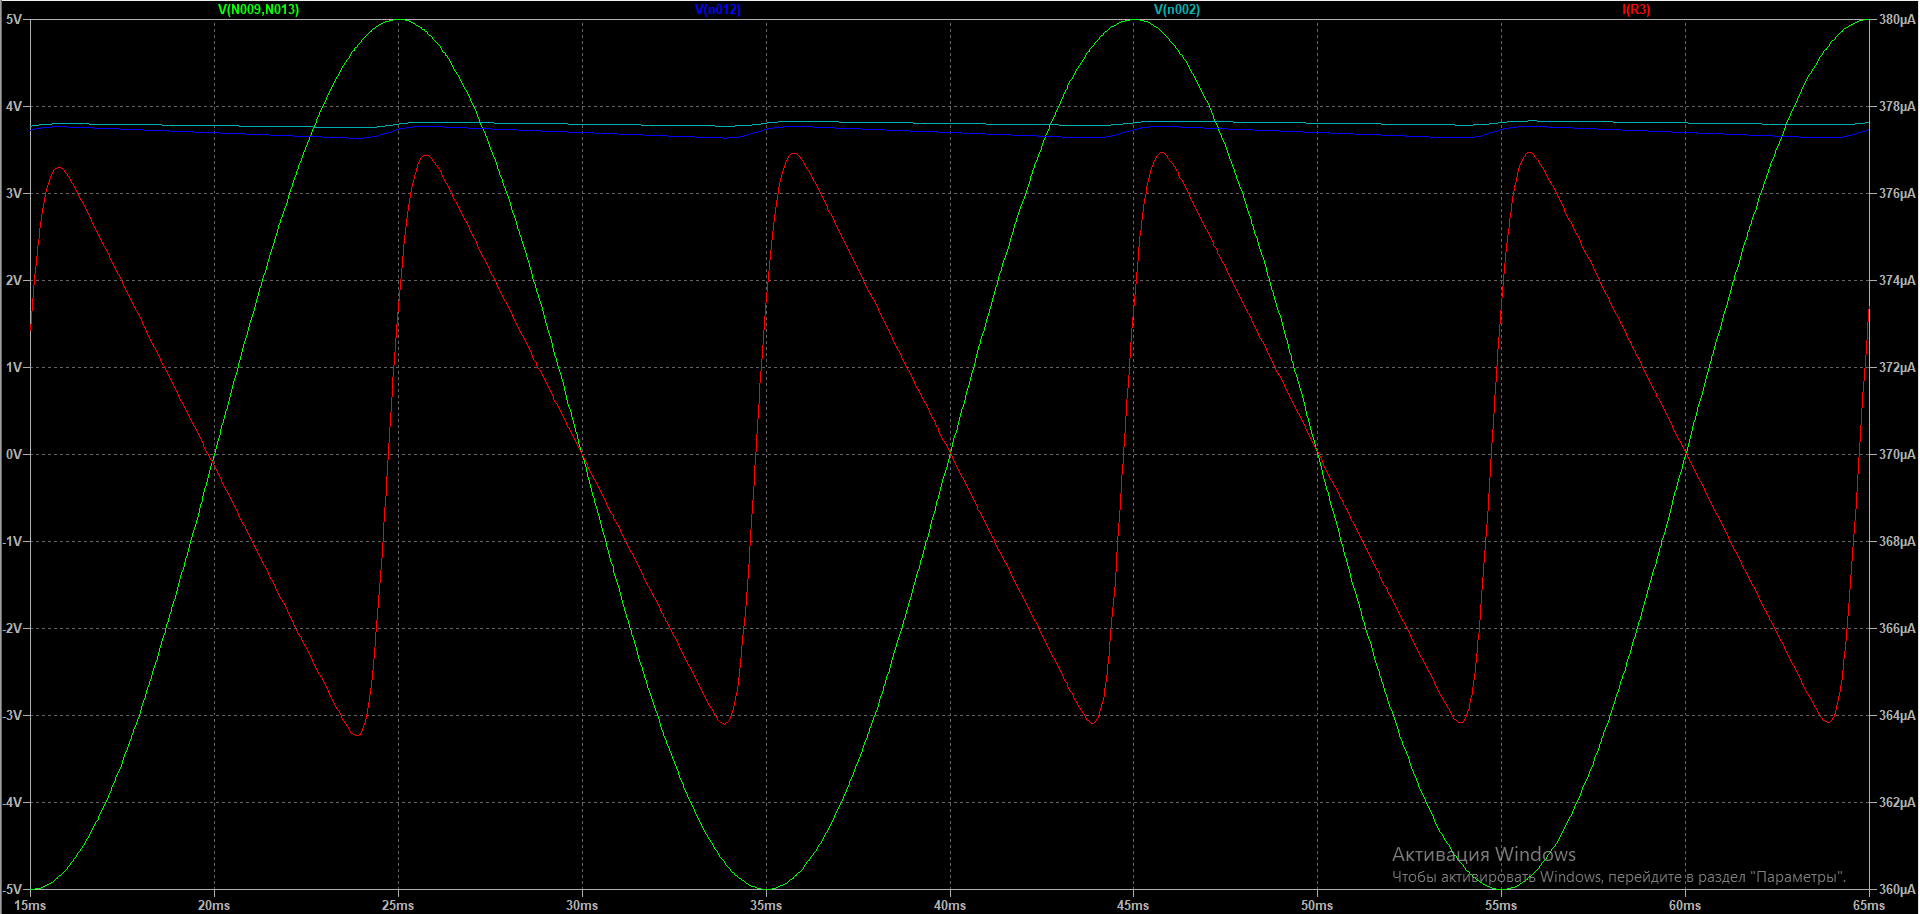 V(N009,N013) V(n012) V(n002) I(R3)
5V 380µA
4V 378µA
3V 376µA
2V 374µA
1V 372µA
0V 370µA
-1V 368µA
-2V 366µA
-3V 364µA
-4V 362µA
Активация Windows
Чтобы активировать Windows, перейдите в раздел "Параметры".
-5V 360µA
15ms 20ms 25ms 30ms 35ms 40ms 45ms 50ms 55ms 60ms 65ms